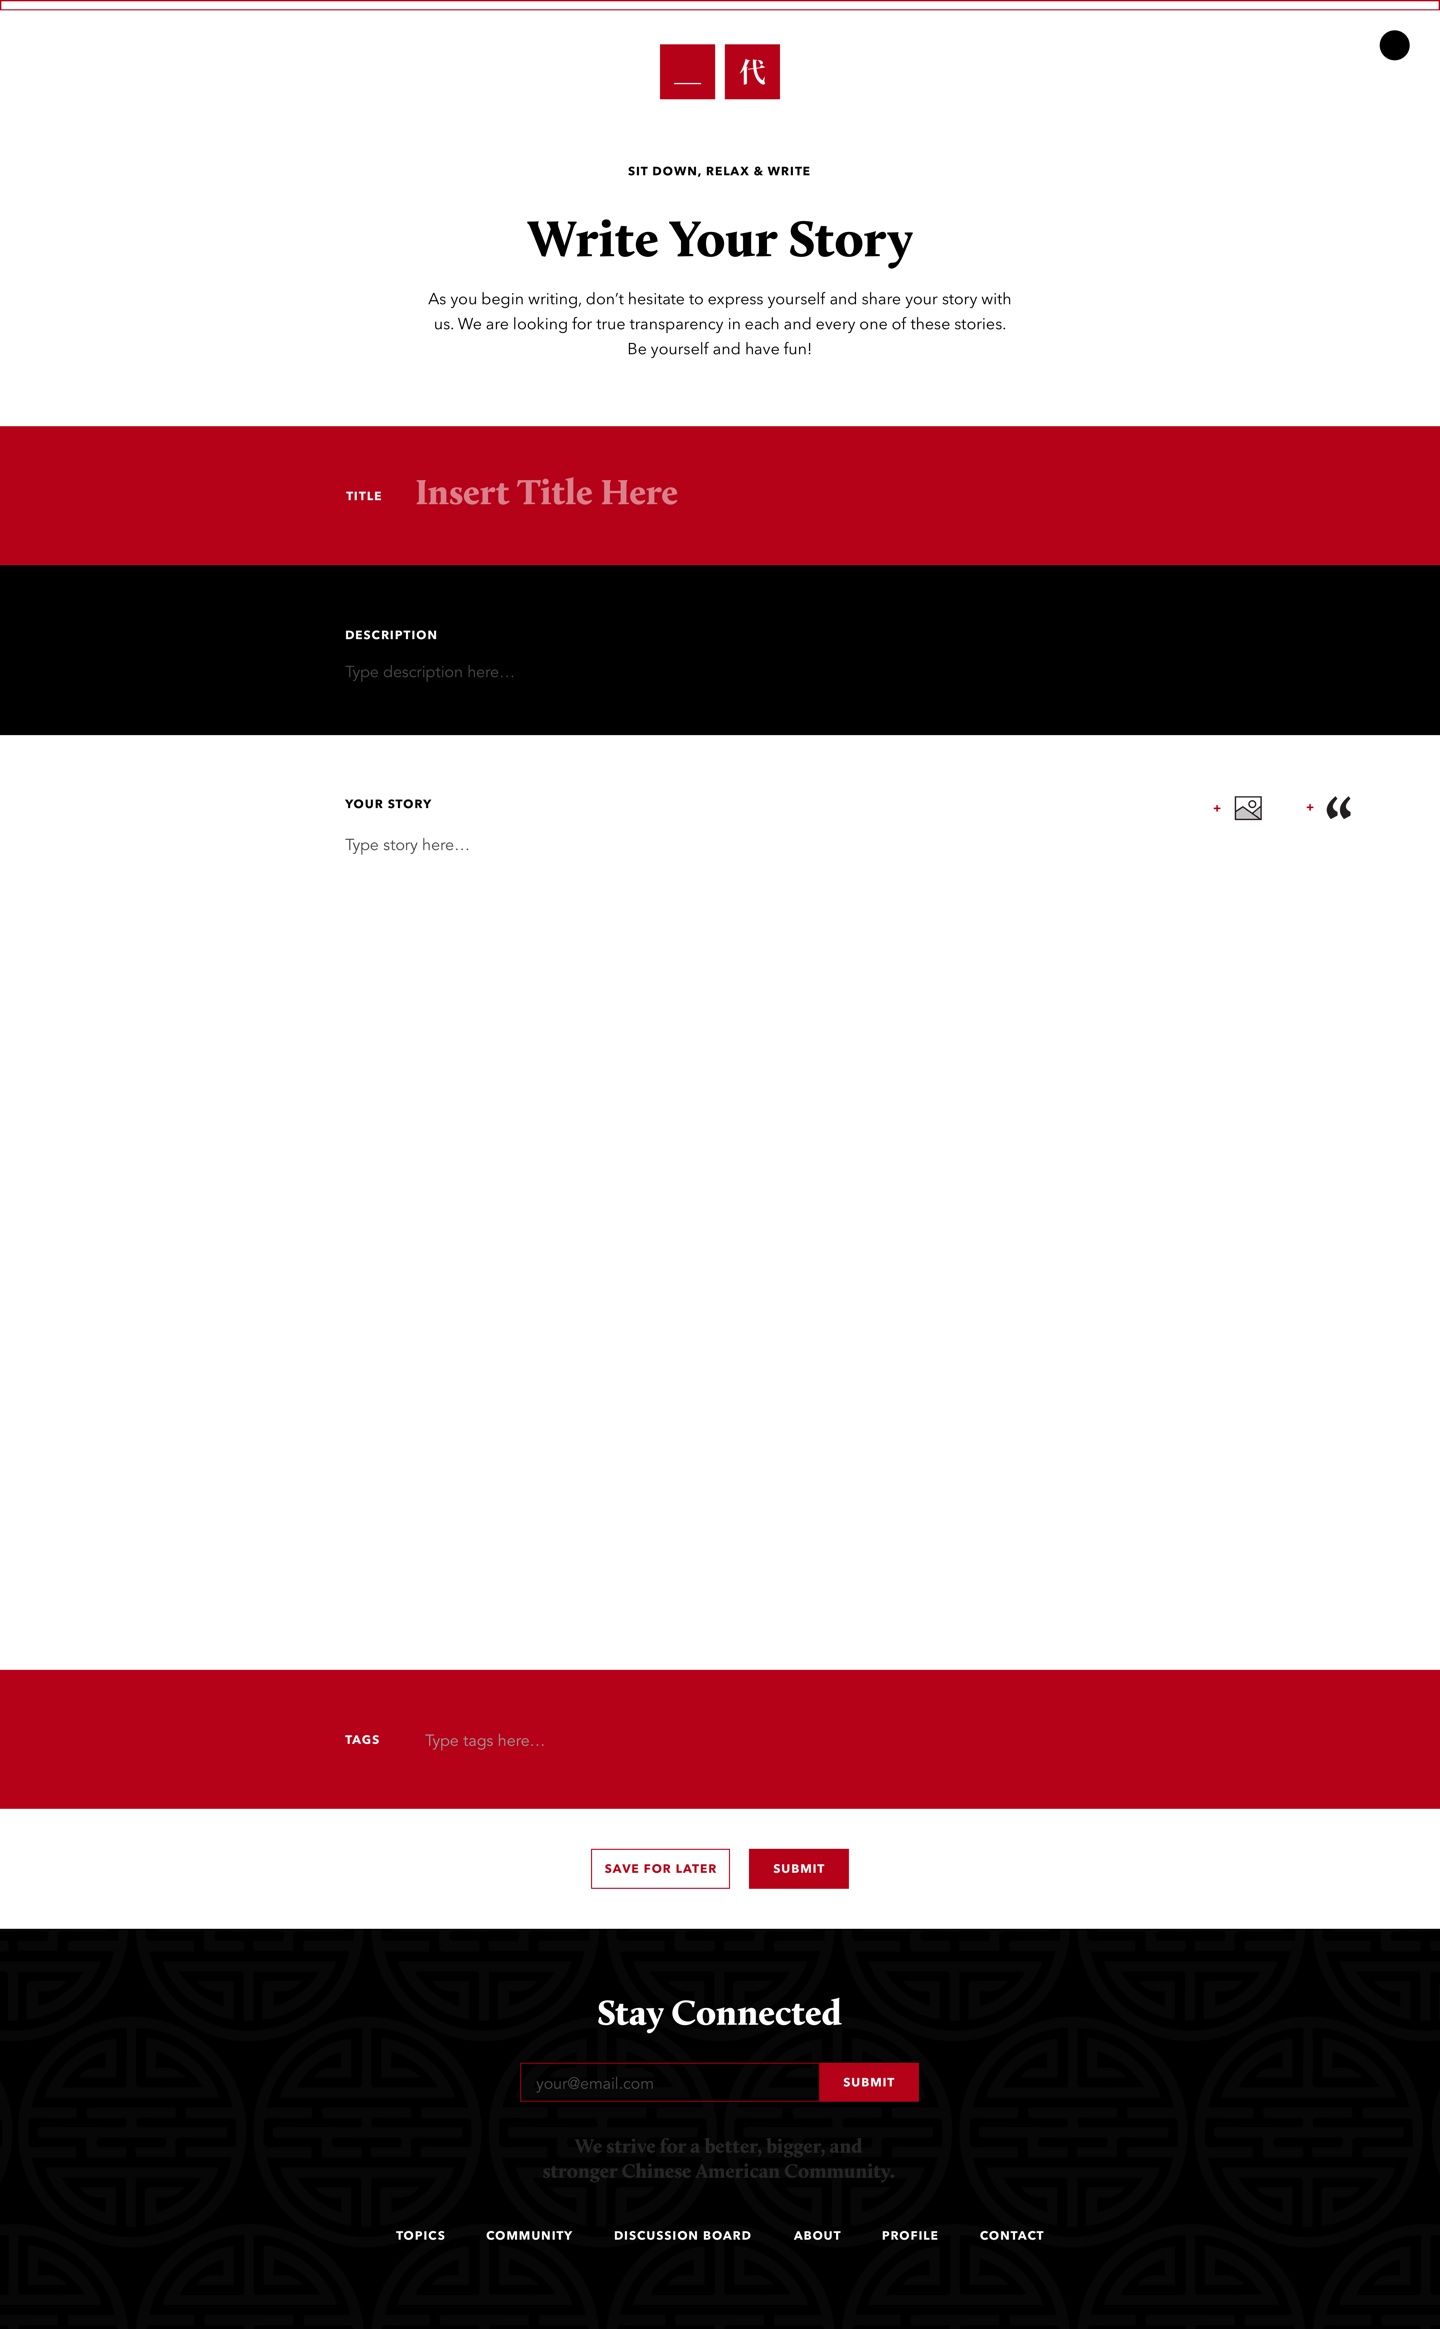 一代
SIT DOWN, RELAX & WRITE
Write Your Story
As you begin writing, don’t hesitate to express yourself and share your story with
us. We are looking for true transparency in each and every one of these stories.
Be yourself and have fun!
TITLE Insert Title Here
DESCRIPTION
Type description here…
YOUR STORY + + “
Type story here…
TAGS Type tags here…
SAVE FOR LATER SUBMIT
Stay Connected
your@email.com SUBMIT
We strive for a better, bigger, and
stronger Chinese American Community.
TOPICS COMMUNITY DISCUSSION BOARD ABOUT PROFILE CONTACT